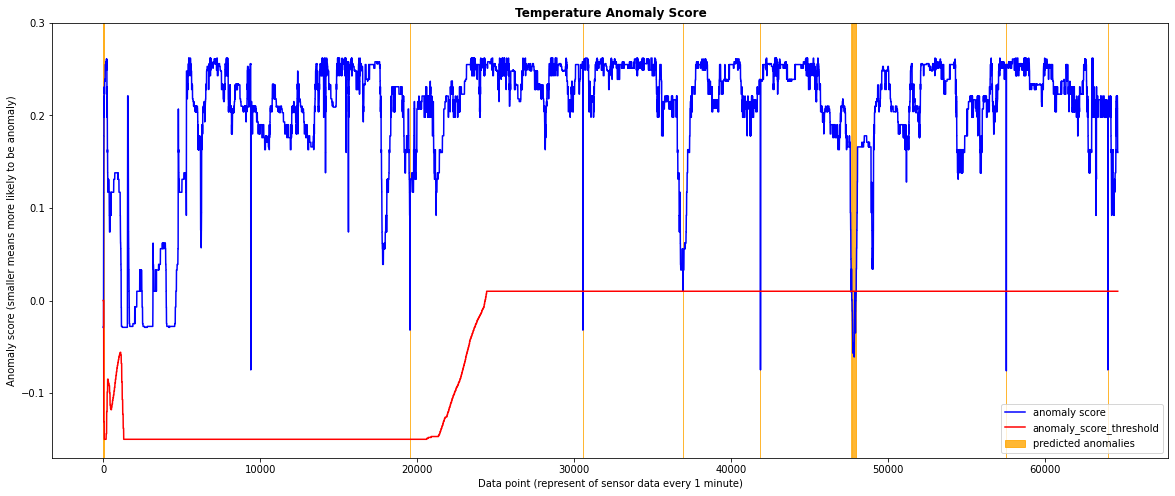 Temperature Anomaly Score
Anomaly score (smaller means more likely to be anomaly)
0.3
0.2
0.1
0.0
−0.1
0
10000
20000
30000
40000
50000
60000
Data point (represent of sensor data every 1 minute)
anomaly score
anomaly_score_threshold
predicted anomalies